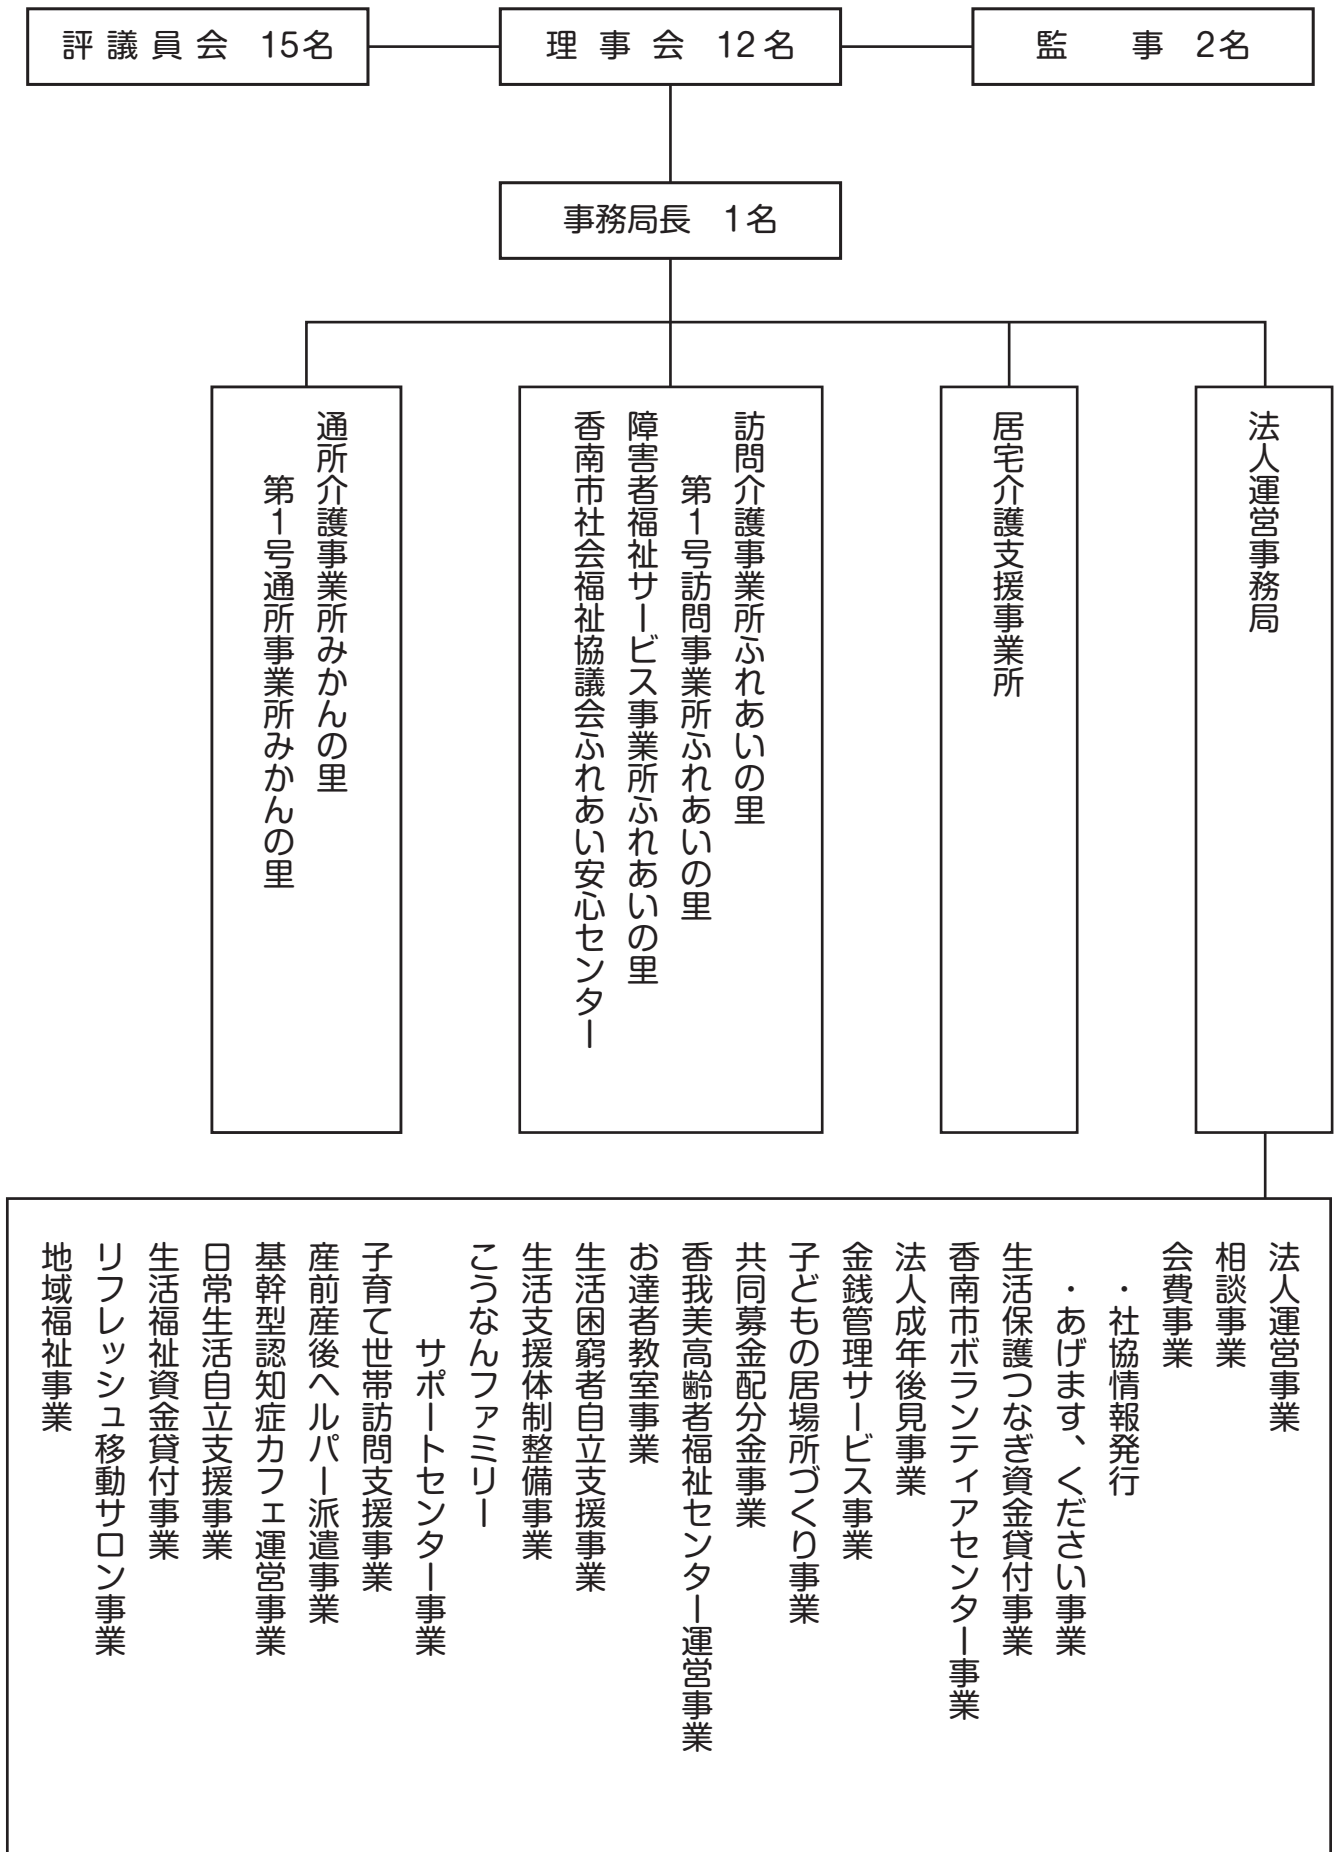 評議員会 15名
理事会 12名
監 事 2名
事務局長 1名
法人運営事務局
居宅介護支援事業所
訪問介護事業所ふれあいの里
第1号訪問事業所ふれあいの里
障害者福祉サービス事業所ふれあいの里
香南市社会福祉協議会ふれあい安心センター
通所介護事業所みかんの里
第1号通所事業所みかんの里
法人運営事業
相談事業
会費事業
・社協情報発行
・あげます、ください事業
生活保護つなぎ資金貸付事業
香南市ボランティアセンター事業
法人成年後見事業
金銭管理サービス事業
子どもの居場所づくり事業
共同募金配分金事業
香我美高齢者福祉センター運営事業
お達者教室事業
生活困窮者自立支援事業
生活支援体制整備事業
こうなんファミリー
サポートセンター事業
子育て世帯訪問支援事業
産前産後ヘルパー派遣事業
基幹型認知症カフェ運営事業
日常生活自立支援事業
生活福祉資金貸付事業
リフレッシュ移動サロン事業
地域福祉事業